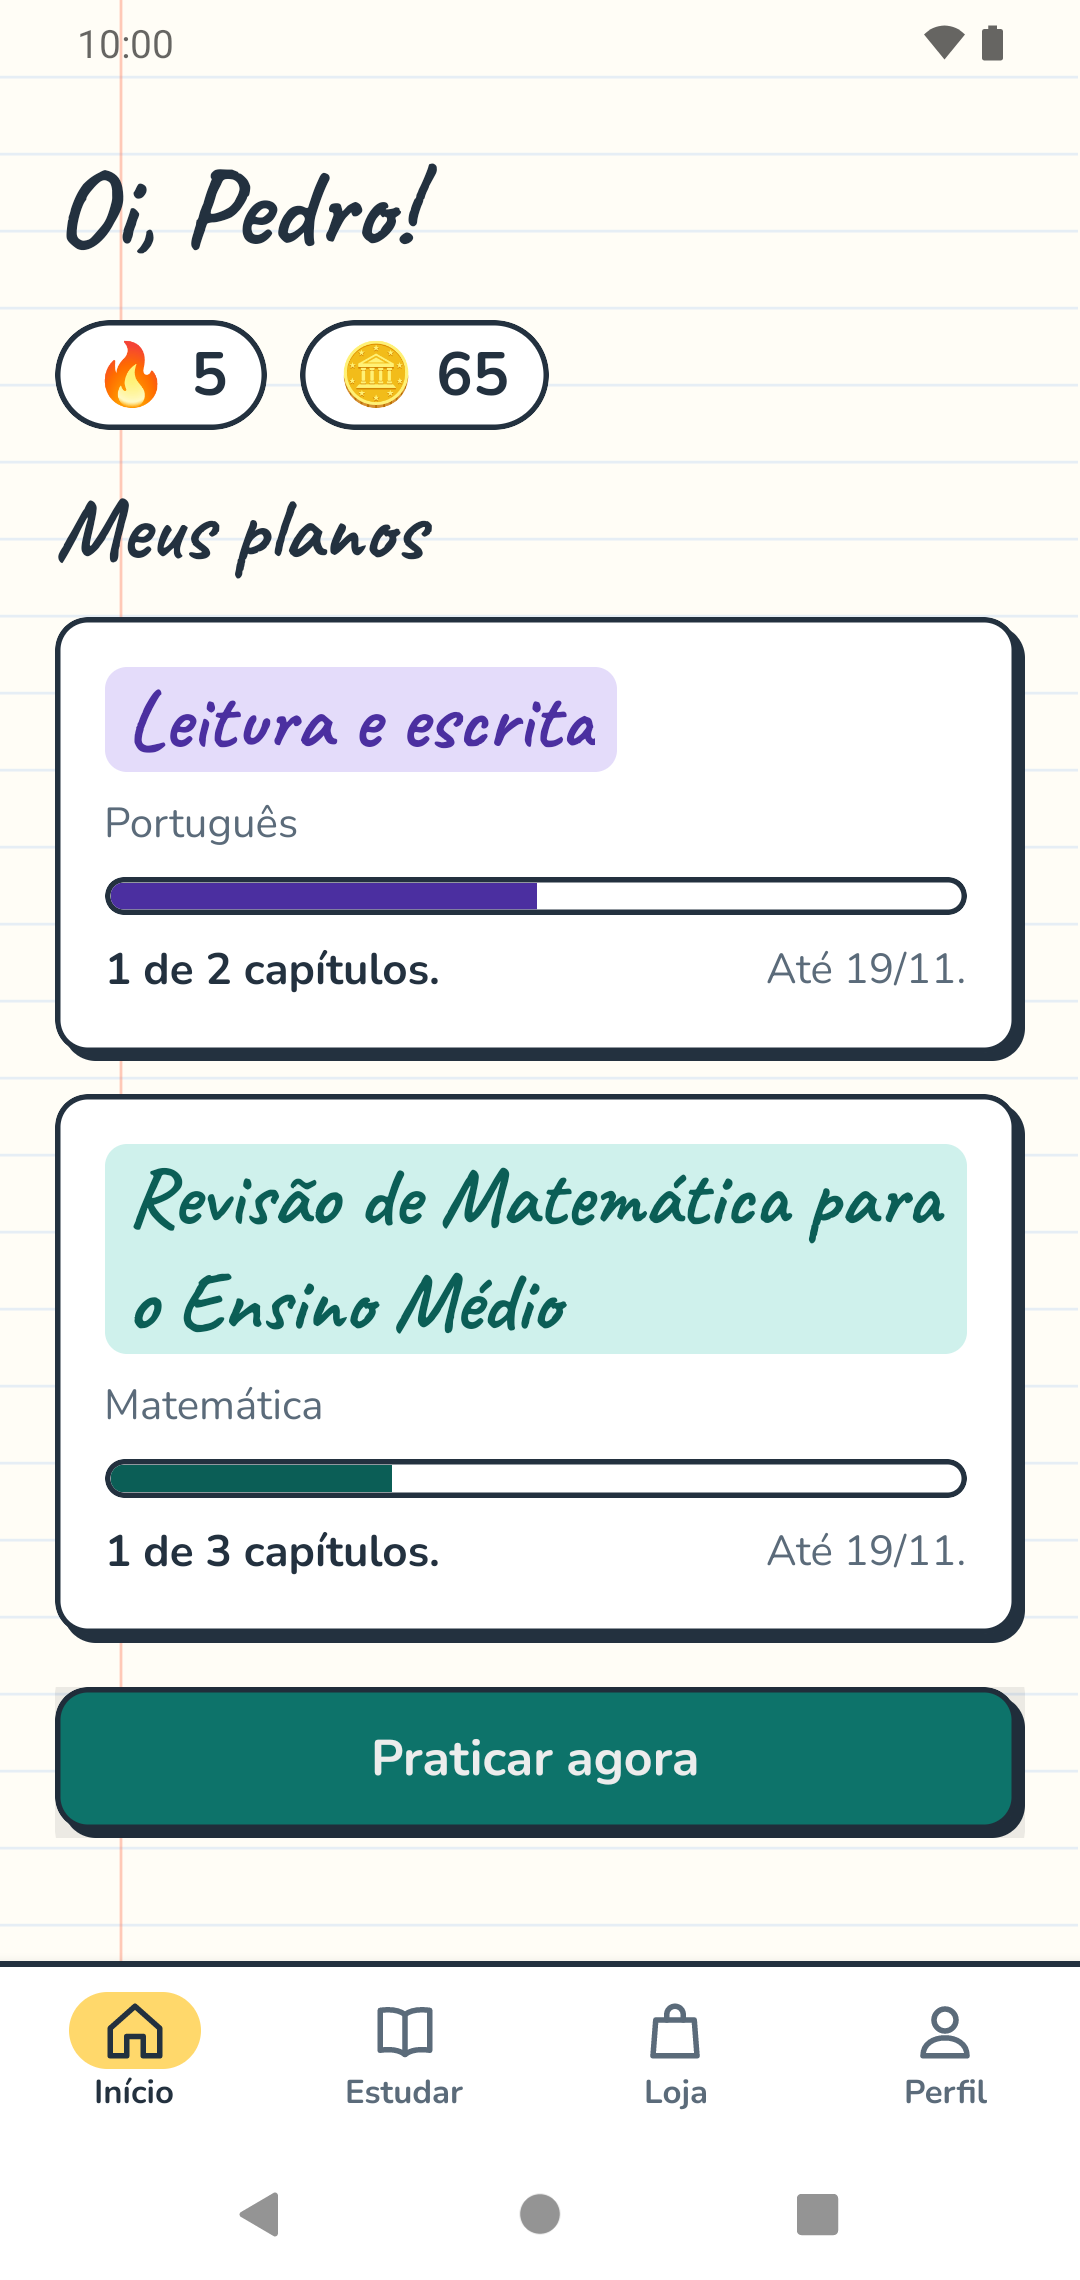 10:00
Oi, Pedro!
5
65
Meus planos
Leitura e escrita
Português
1 de 2 capítulos.
Até 19/11.
Revisão de Matemática para
o Ensino Médio
Matemática
1 de 3 capítulos.
Até 19/11.
Praticar agora
Início
Estudar
Loja
Perfil